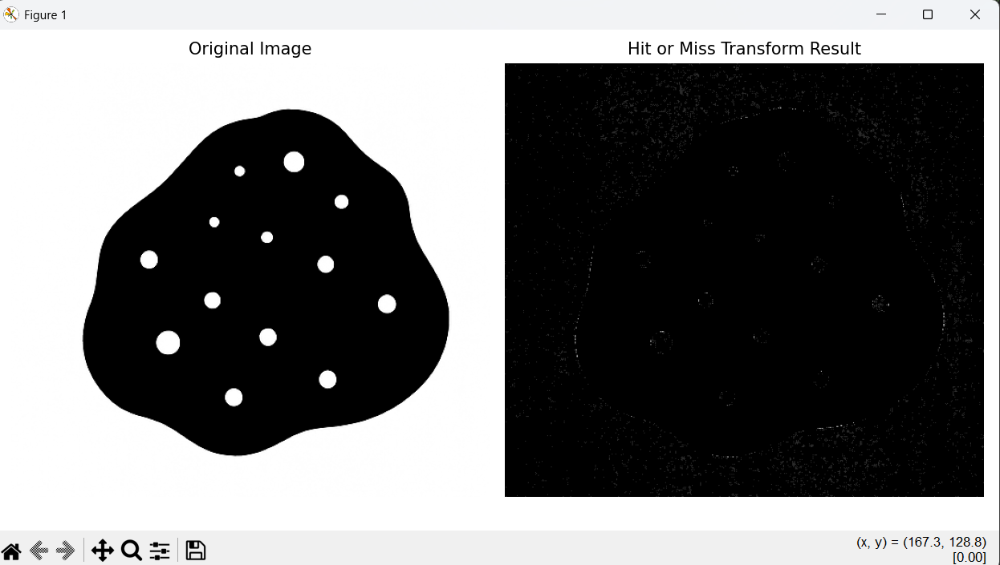 Figure 1
Original Image
Hit or Miss Transform Result
(x, y) = (167.3, 128.8)
[0.00]